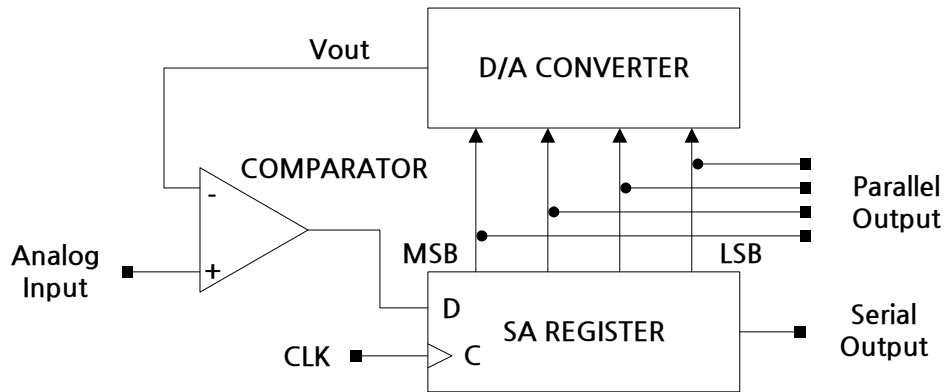 Vout
D/A CONVERTER
COMPARATOR
-
Parallel
Output
Analog
Input
+
MSB
LSB
D
SA REGISTER
Serial
Output
CLK
C